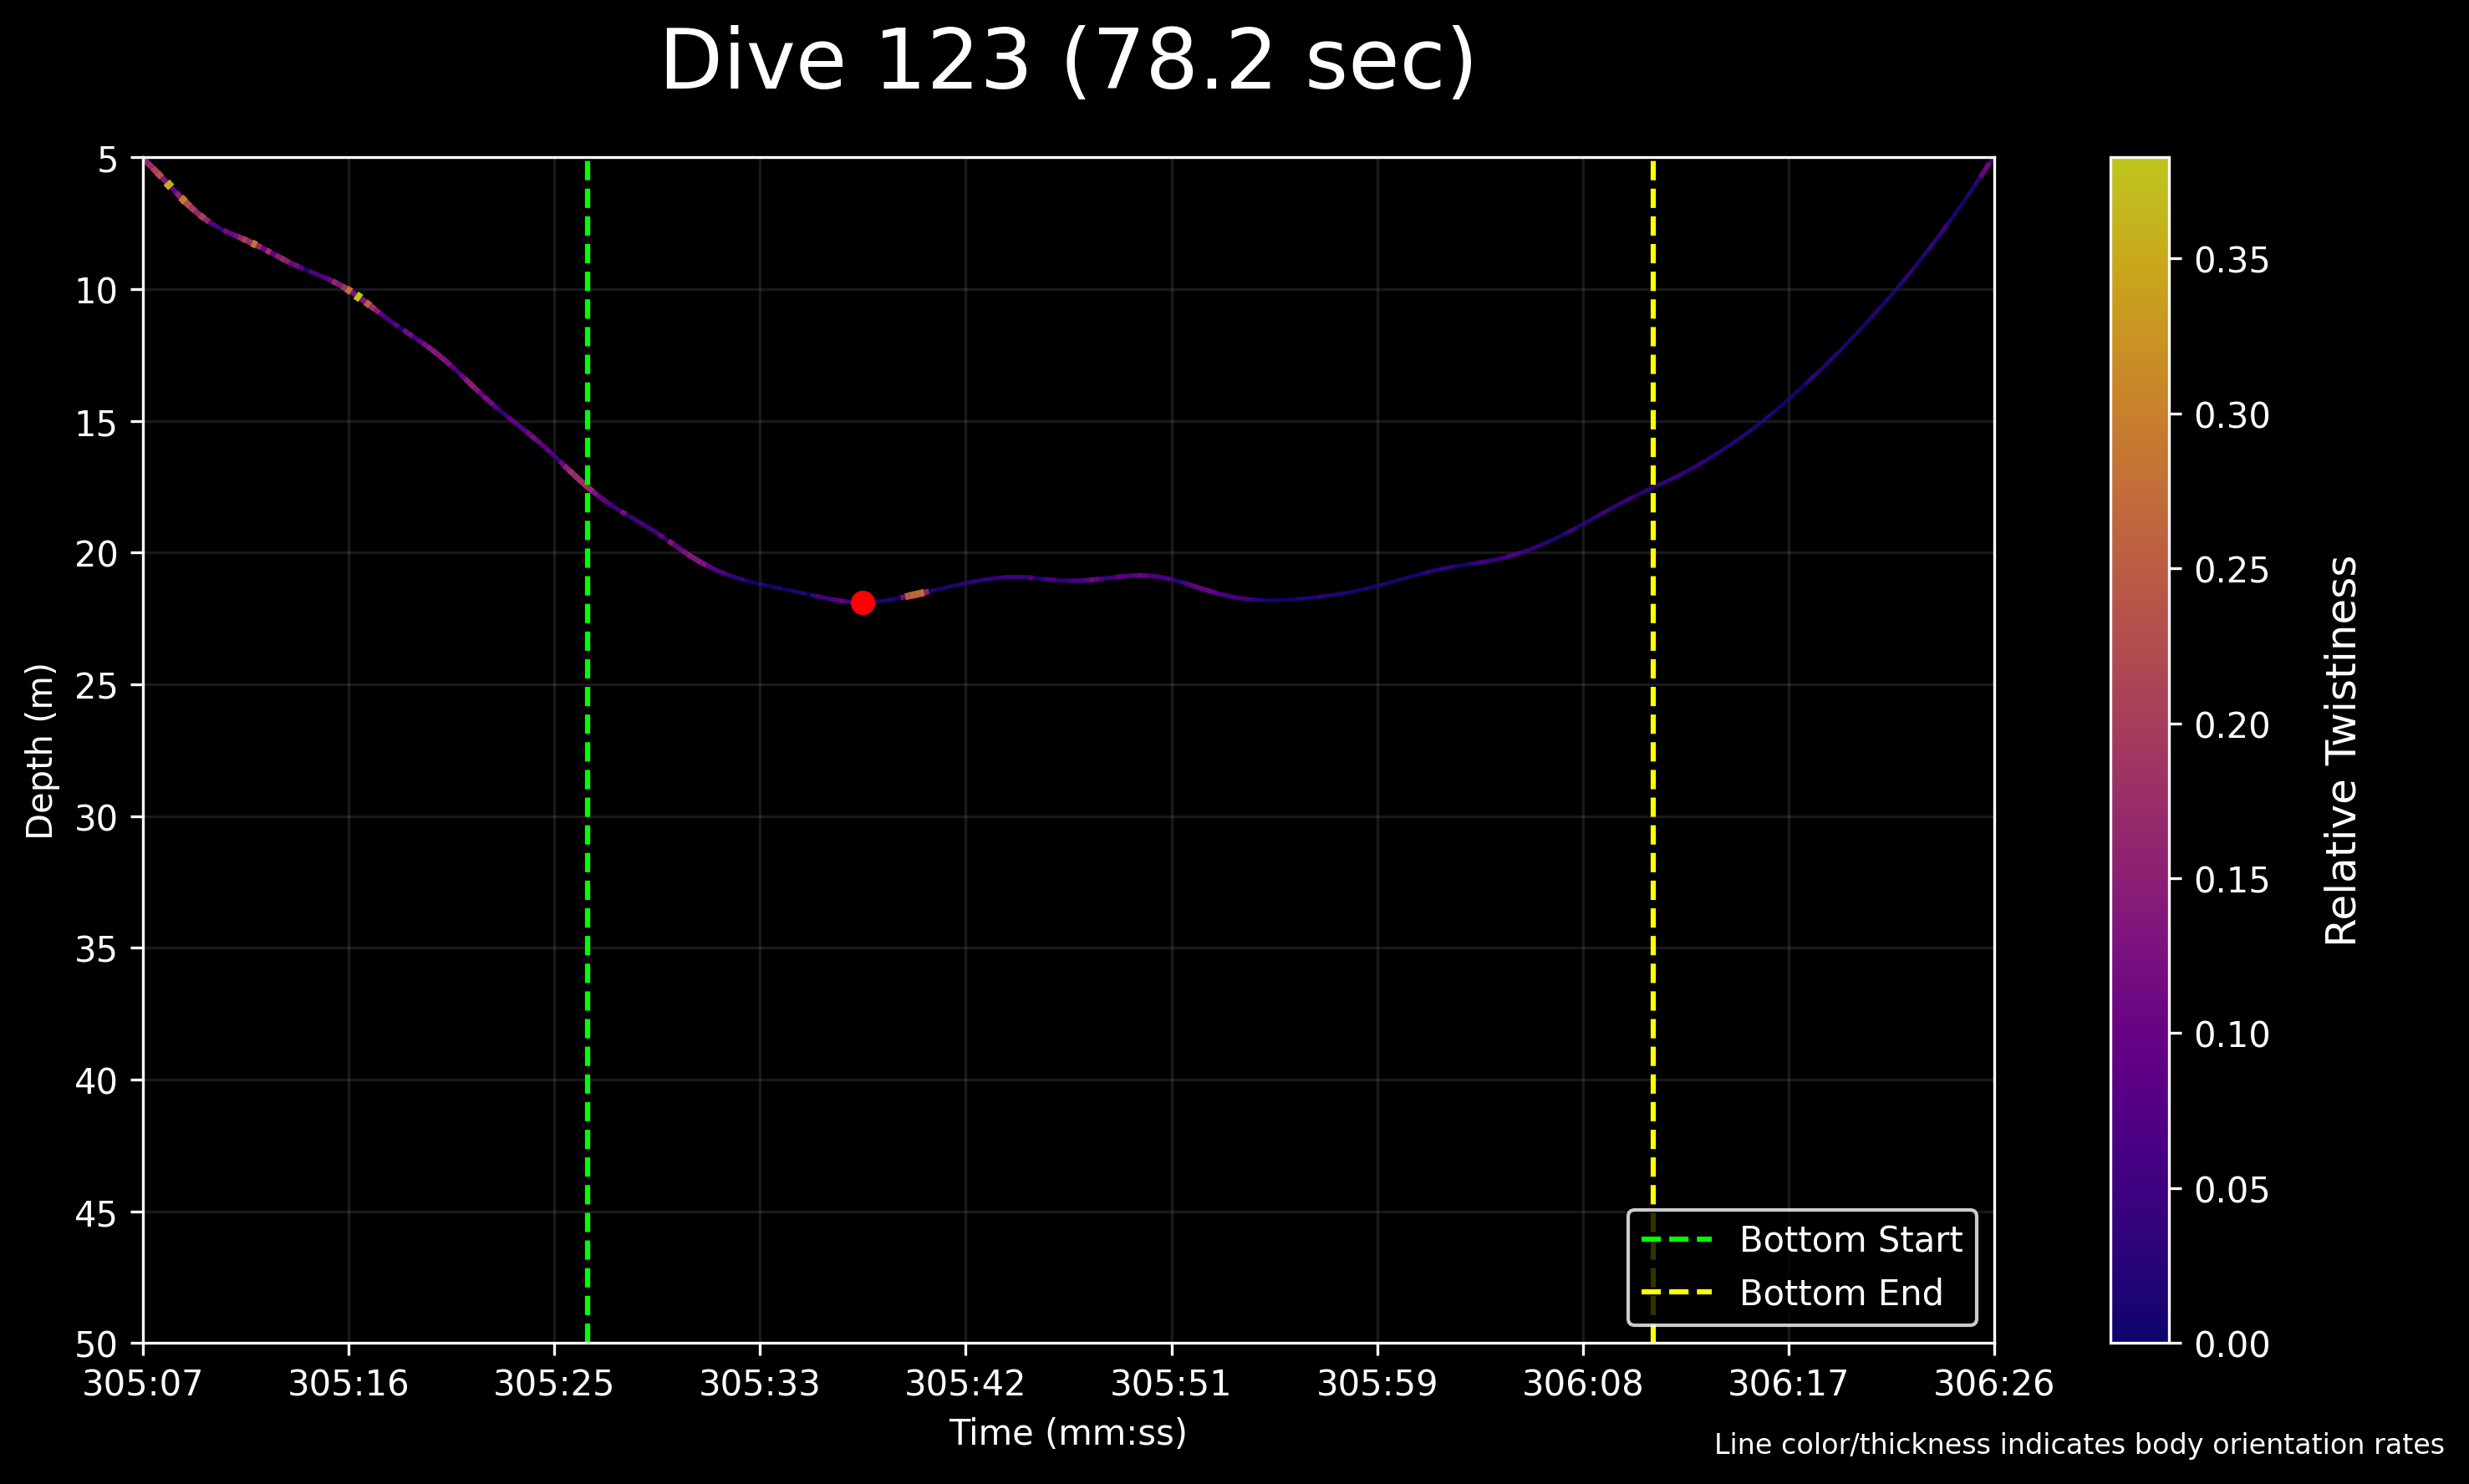 Dive 123 (78.2 sec)
5
10
15
20
25
30
35
40
45
50
Depth (m)
305:07 305:16 305:25 305:33 305:42 305:51 305:59 306:08 306:17 306:26
Time (mm:ss)
Bottom Start
Bottom End
0.35
0.30
0.25
0.20
0.15
0.10
0.05
0.00
Relative Twistiness
Line color/thickness indicates body orientation rates